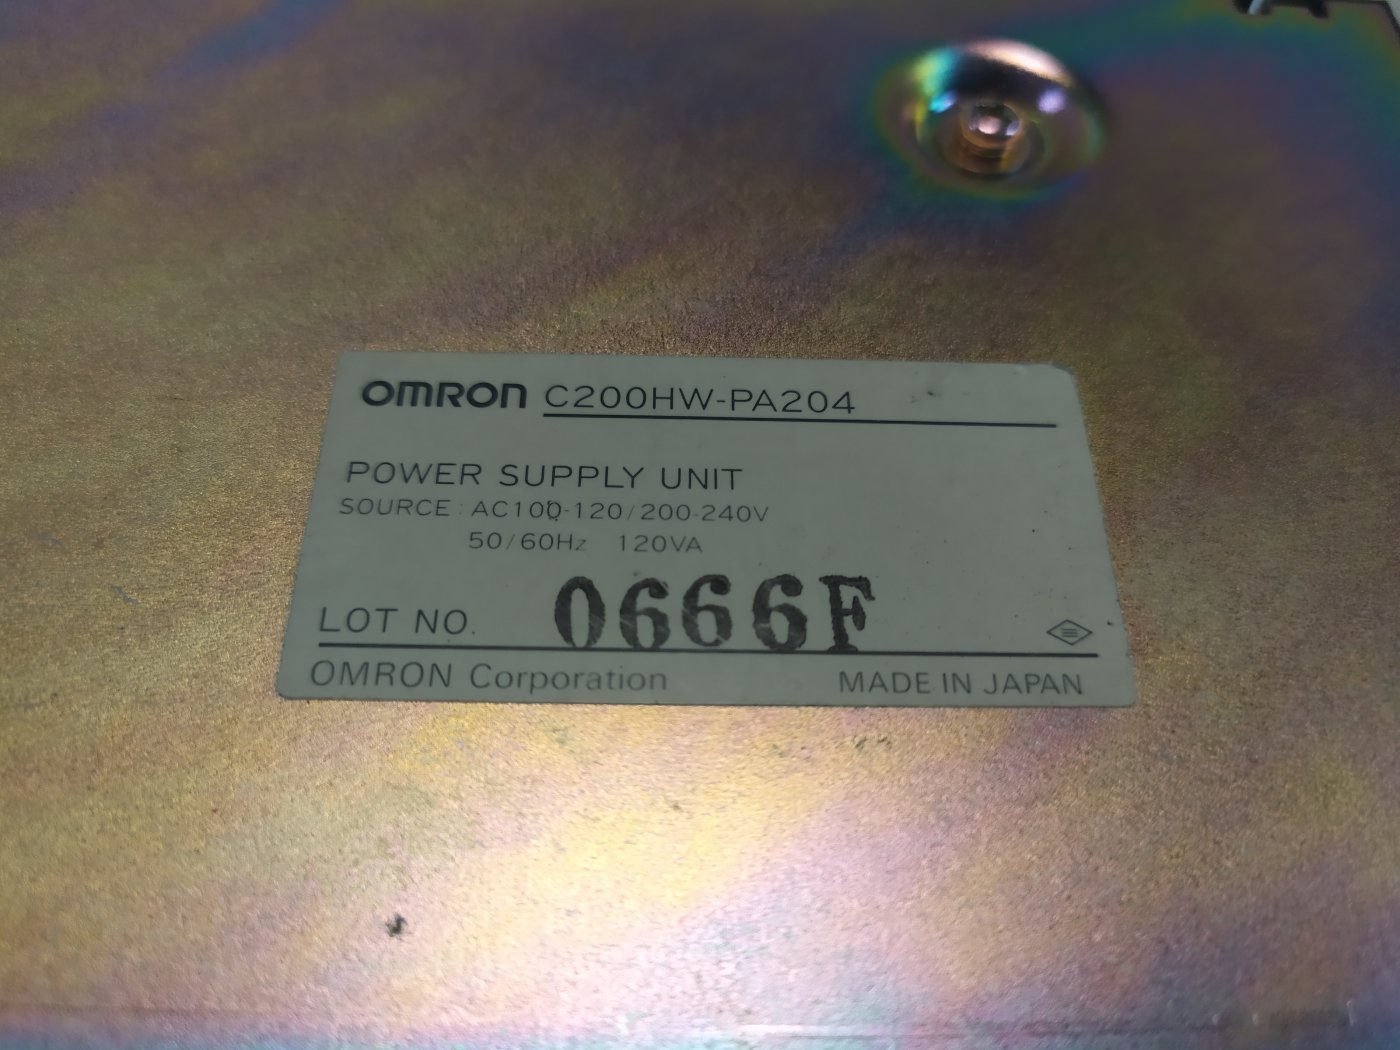 OMRON C200HW-PA204
POWER SUPPLY UNIT
SOURCE : AC100-120/200-240V
50/60Hz 120VA
LOT NO. 0666F
OMRON Corporation MADE IN JAPAN